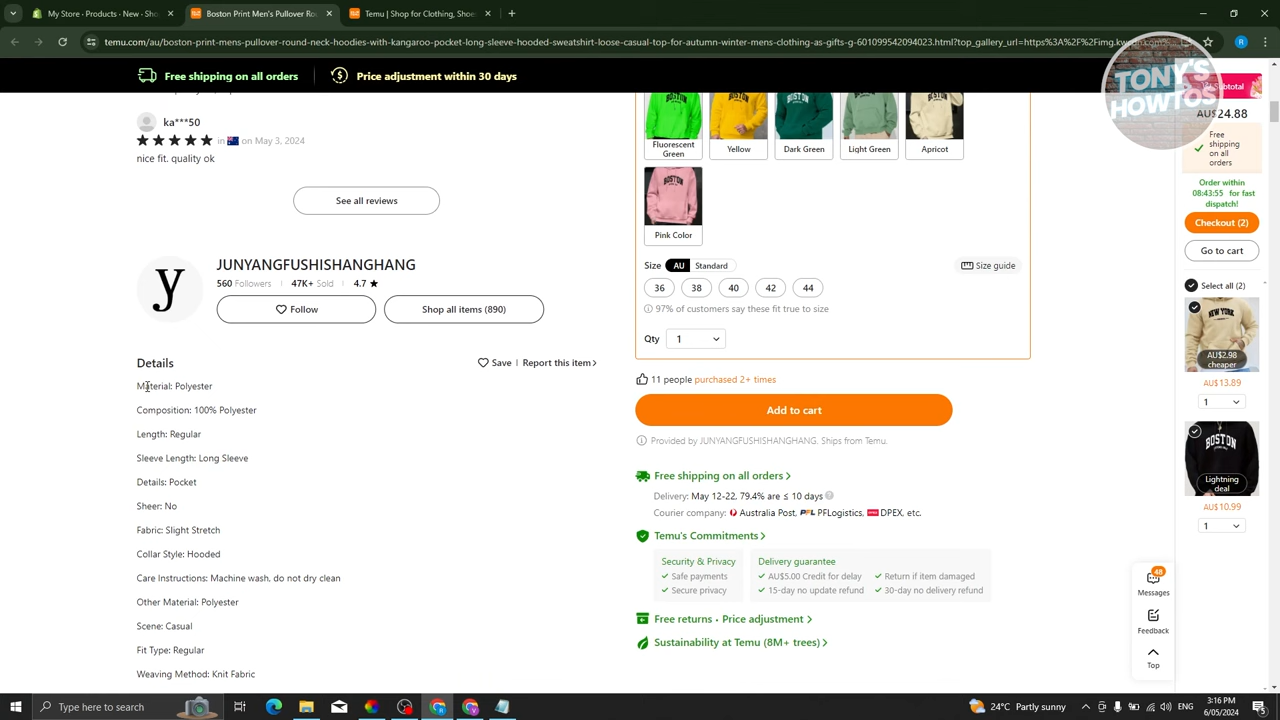 My Store · Products · New · Sho
Boston Print Men's Pullover Ro
Temu | Shop for Clothing, Shoe
temu.com/au/boston-print-mens-pullover-round-neck-hoodies-with-kangaroo-pocket-long-sleeve-hooded-sweatshirt-loose-casual-top-for-autumn-winter-mens-clothing-as-gifts-g-601099542094023.html?top_gallery_url=https%3A%2F%2Fimg.kw
R
Free shipping on all orders
Price adjustment within 30 days
TONY'S
HOWTOS
Subtotal
AU$24.88
Free
shipping
on all
orders
Order within
08:43:55 for fast
dispatch!
Checkout (2)
Go to cart
Select all (2)
NEW YORK
AU$2.98
cheaper
AU$13.89
1
BOSTON
Lightning
deal
AU$10.99
1
ka***50
in on May 3, 2024
nice fit. quality ok
See all reviews
y
JUNYANGFUSHISHANGHANG
560 Followers | 47K+ Sold | 4.7 ★
Follow
Shop all items (890)
Details
Save | Report this item >
Material: Polyester
Composition: 100% Polyester
Length: Regular
Sleeve Length: Long Sleeve
Details: Pocket
Sheer: No
Fabric: Slight Stretch
Collar Style: Hooded
Care Instructions: Machine wash, do not dry clean
Other Material: Polyester
Scene: Casual
Fit Type: Regular
Weaving Method: Knit Fabric
BOSTON
BOSTON
BOSTON
BOSTON
BOSTON
Fluorescent
Green
Yellow
Dark Green
Light Green
Apricot
BOSTON
Pink Color
Size AU Standard
Size guide
36 38 40 42 44
97% of customers say these fit true to size
Qty 1
11 people purchased 2+ times
Add to cart
Provided by JUNYANGFUSHISHANGHANG. Ships from Temu.
Free shipping on all orders >
Delivery: May 12-22, 79.4% are ≤ 10 days
Courier company: Australia Post, PFL PFLogistics, DPEX, etc.
Temu's Commitments >
Security & Privacy
✓ Safe payments
✓ Secure privacy
Delivery guarantee
✓ AU$5.00 Credit for delay
✓ Return if item damaged
✓ 15-day no update refund
✓ 30-day no delivery refund
Free returns • Price adjustment >
Sustainability at Temu (8M+ trees) >
48
Messages
Feedback
Top
Type here to search
24°C Partly sunny
3:16 PM
6/05/2024